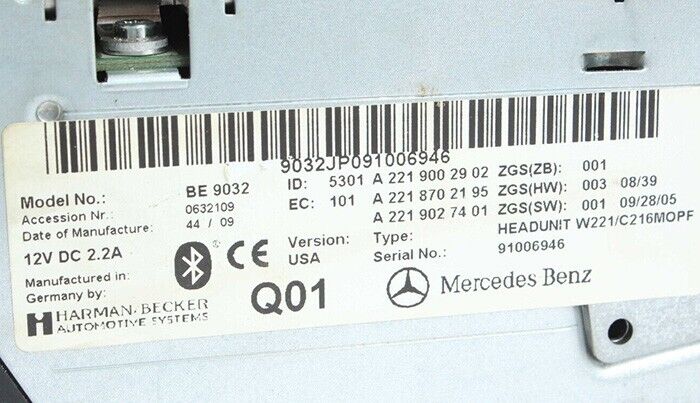 9032JP091006946
Model No.: BE 9032
Accession Nr.: 0632109
Date of Manufacture: 44 / 09
12V DC 2.2A
Manufactured in:
Germany by:
HARMAN/BECKER
AUTOMOTIVE SYSTEMS
CE
ID: 5301 A 221 900 29 02 ZGS(ZB): 001
EC: 101 A 221 870 21 95 ZGS(HW): 003 08/39
A 221 902 74 01 ZGS(SW): 001 09/28/05
Version: Type: HEADUNIT W221/C216MOPF
USA Serial No.: 91006946
Q01 Mercedes Benz